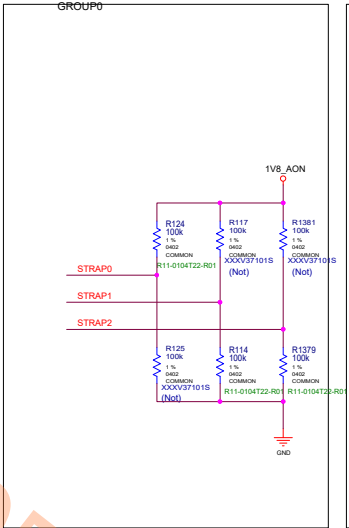 GROUP0
1V8_AON
R124
100k
1 %
0402
COMMON
R11-0104T22-R01
R117
100k
1 %
0402
COMMON
XXXV37101S
(Not)
R1381
100k
1 %
0402
COMMON
XXXV37101S
(Not)
STRAP0
STRAP1
STRAP2
R125
100k
1 %
0402
COMMON
XXXV37101S
(Not)
R114
100k
1 %
0402
COMMON
R11-0104T22-R01
R1379
100k
1 %
0402
COMMON
R11-0104T22-R01
GND